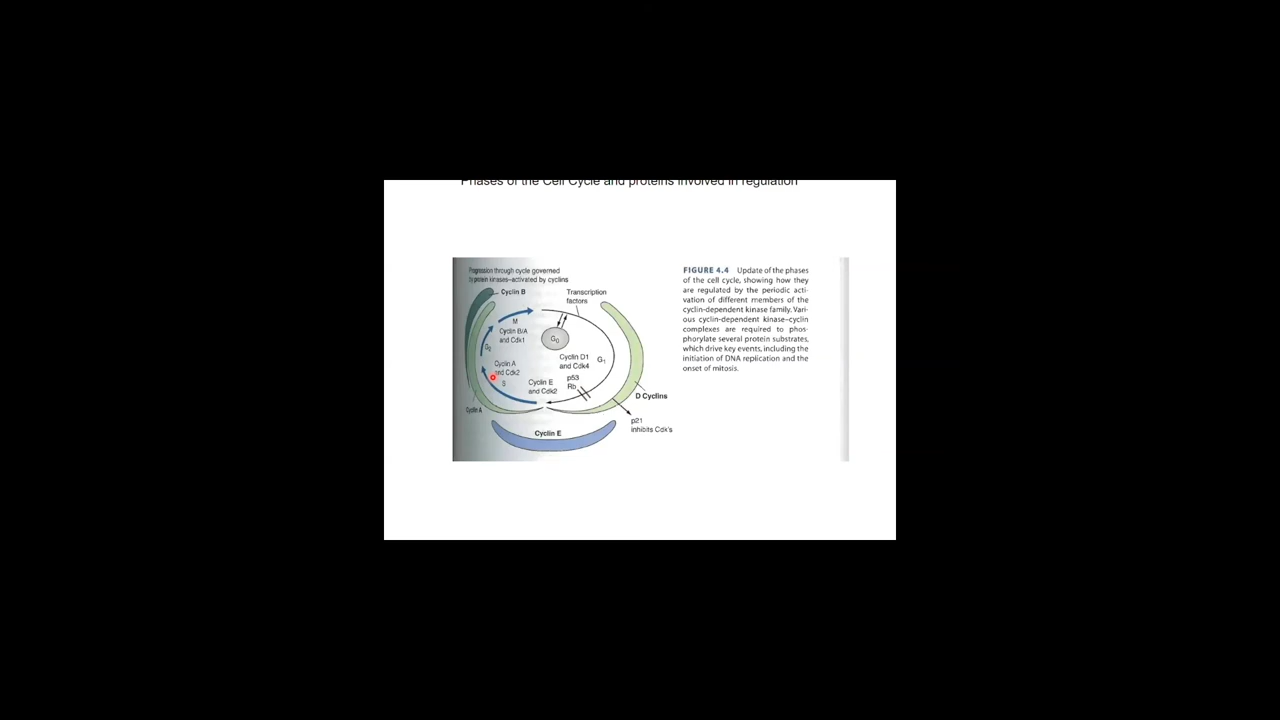 Phases of the Cell Cycle and proteins involved in regulation
Progression through cycle governed
by protein kinases–activated by cyclins
Cyclin B
Transcription
factors
M
Cyclin B/A
and Cdk1
G0
G2
Cyclin D1
and Cdk4
G1
Cyclin A
and Cdk2
S
Cyclin E
and Cdk2
p53
Rb
D Cyclins
Cyclin A
p21
inhibits Cdk's
Cyclin E
FIGURE 4.4 Update of the phases
of the cell cycle, showing how they
are regulated by the periodic acti-
vation of different members of the
cyclin-dependent kinase family. Vari-
ous cyclin-dependent kinase–cyclin
complexes are required to phos-
phorylate several protein substrates,
which drive key events, including the
initiation of DNA replication and the
onset of mitosis.